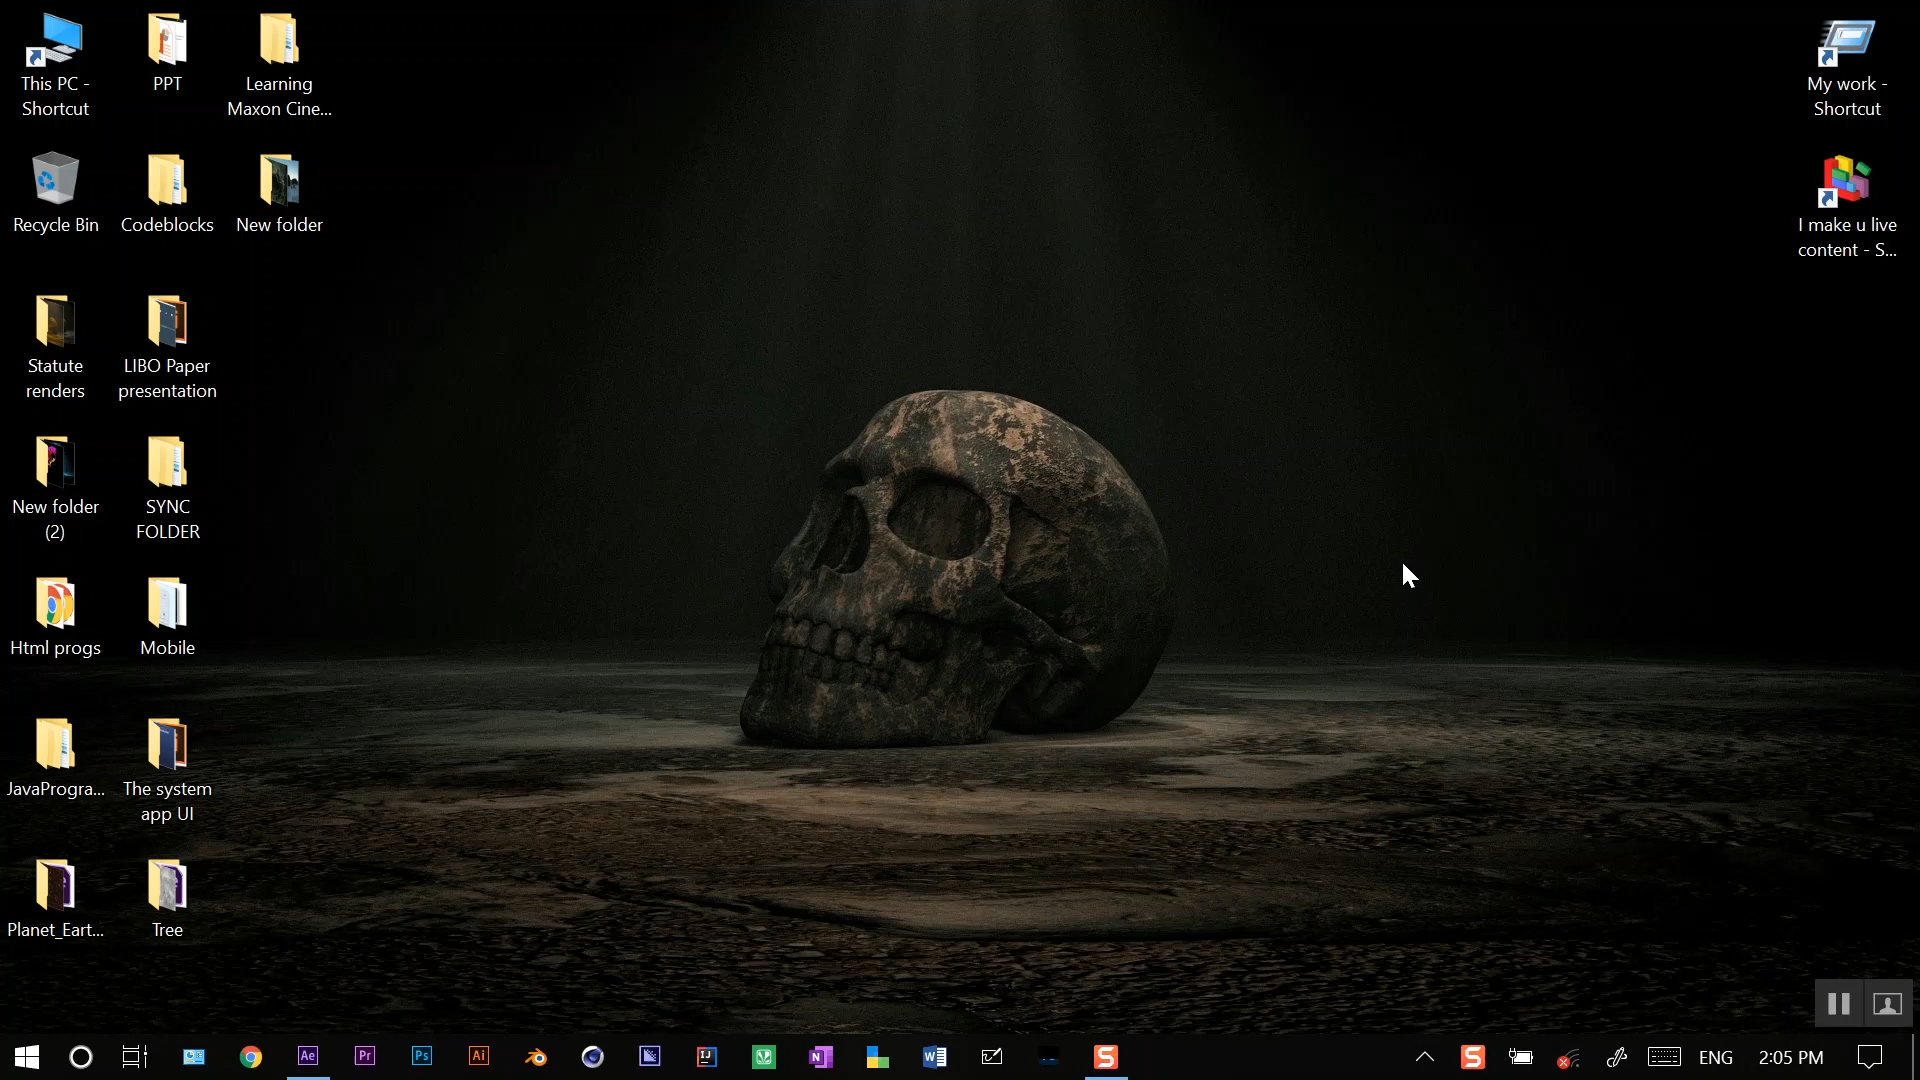 This PC -
Shortcut
PPT
Learning
Maxon Cine...
My work -
Shortcut
Recycle Bin
Codeblocks
New folder
I make u live
content - S...
Statute
renders
LIBO Paper
presentation
New folder
(2)
SYNC
FOLDER
Html progs
Mobile
JavaProgra...
The system
app UI
Planet_Eart...
Tree
Ae
Pr
Ps
Ai
IJ
N
W
S
S
ENG
2:05 PM